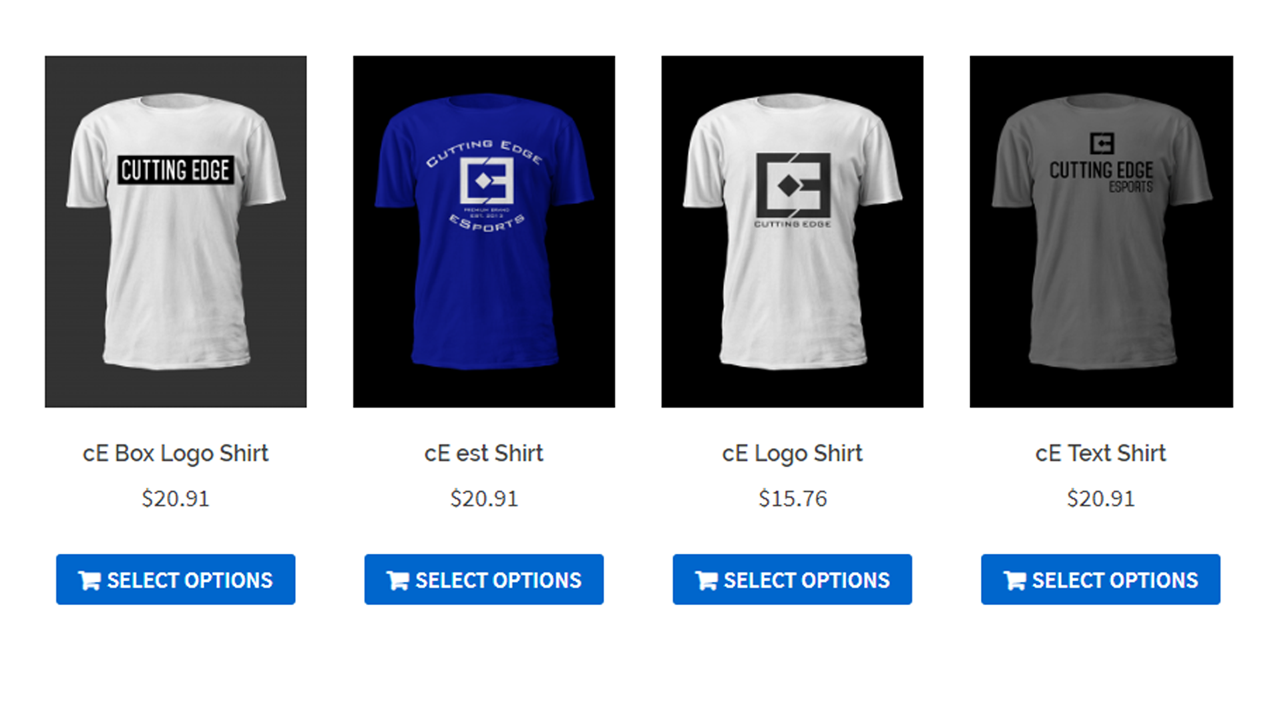 CUTTING EDGE
CUTTING EDGE
PREMIUM BRAND
EST. 2013
ESPORTS
CUTTING EDGE
CUTTING EDGE
ESPORTS
cE Box Logo Shirt
cE est Shirt
cE Logo Shirt
cE Text Shirt
$20.91
$20.91
$15.76
$20.91
SELECT OPTIONS
SELECT OPTIONS
SELECT OPTIONS
SELECT OPTIONS